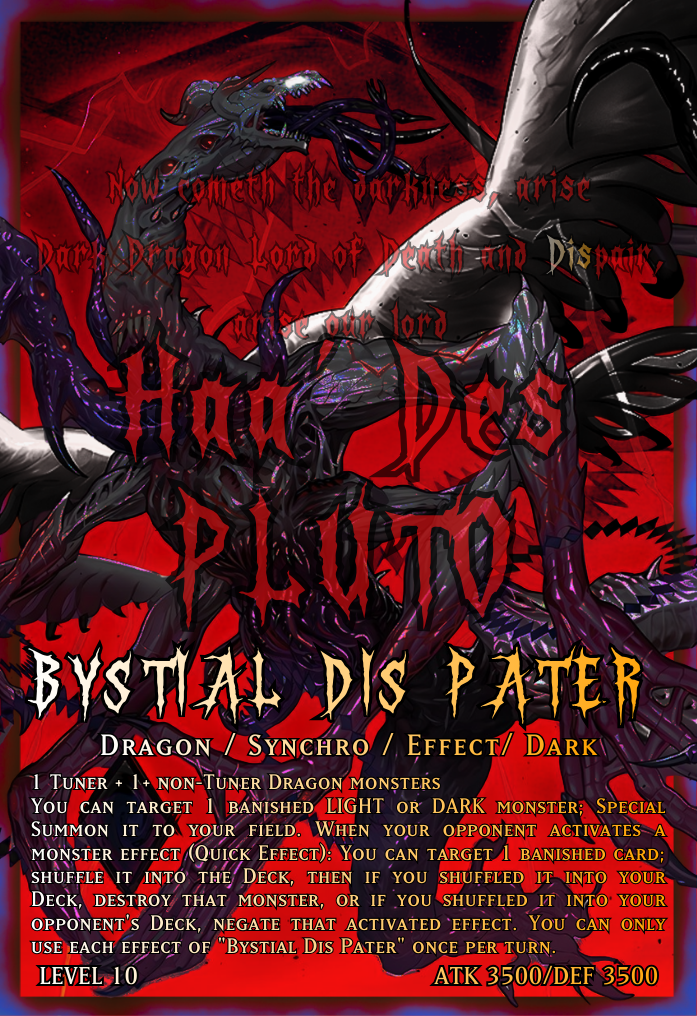 Now cometh the darkness, arise
Dark Dragon Lord of Death and Dispair,
arise our lord
Haa Des
PLUTO
BYSTIAL DIS PATER
Dragon / Synchro / Effect/ Dark
1 Tuner + 1+ non-Tuner Dragon monsters
You can target 1 banished LIGHT or DARK monster; Special
Summon it to your field. When your opponent activates a
monster effect (Quick Effect): You can target 1 banished card;
shuffle it into the Deck, then if you shuffled it into your
Deck, destroy that monster, or if you shuffled it into your
opponent's Deck, negate that activated effect. You can only
use each effect of "Bystial Dis Pater" once per turn.
LEVEL 10 ATK 3500/DEF 3500